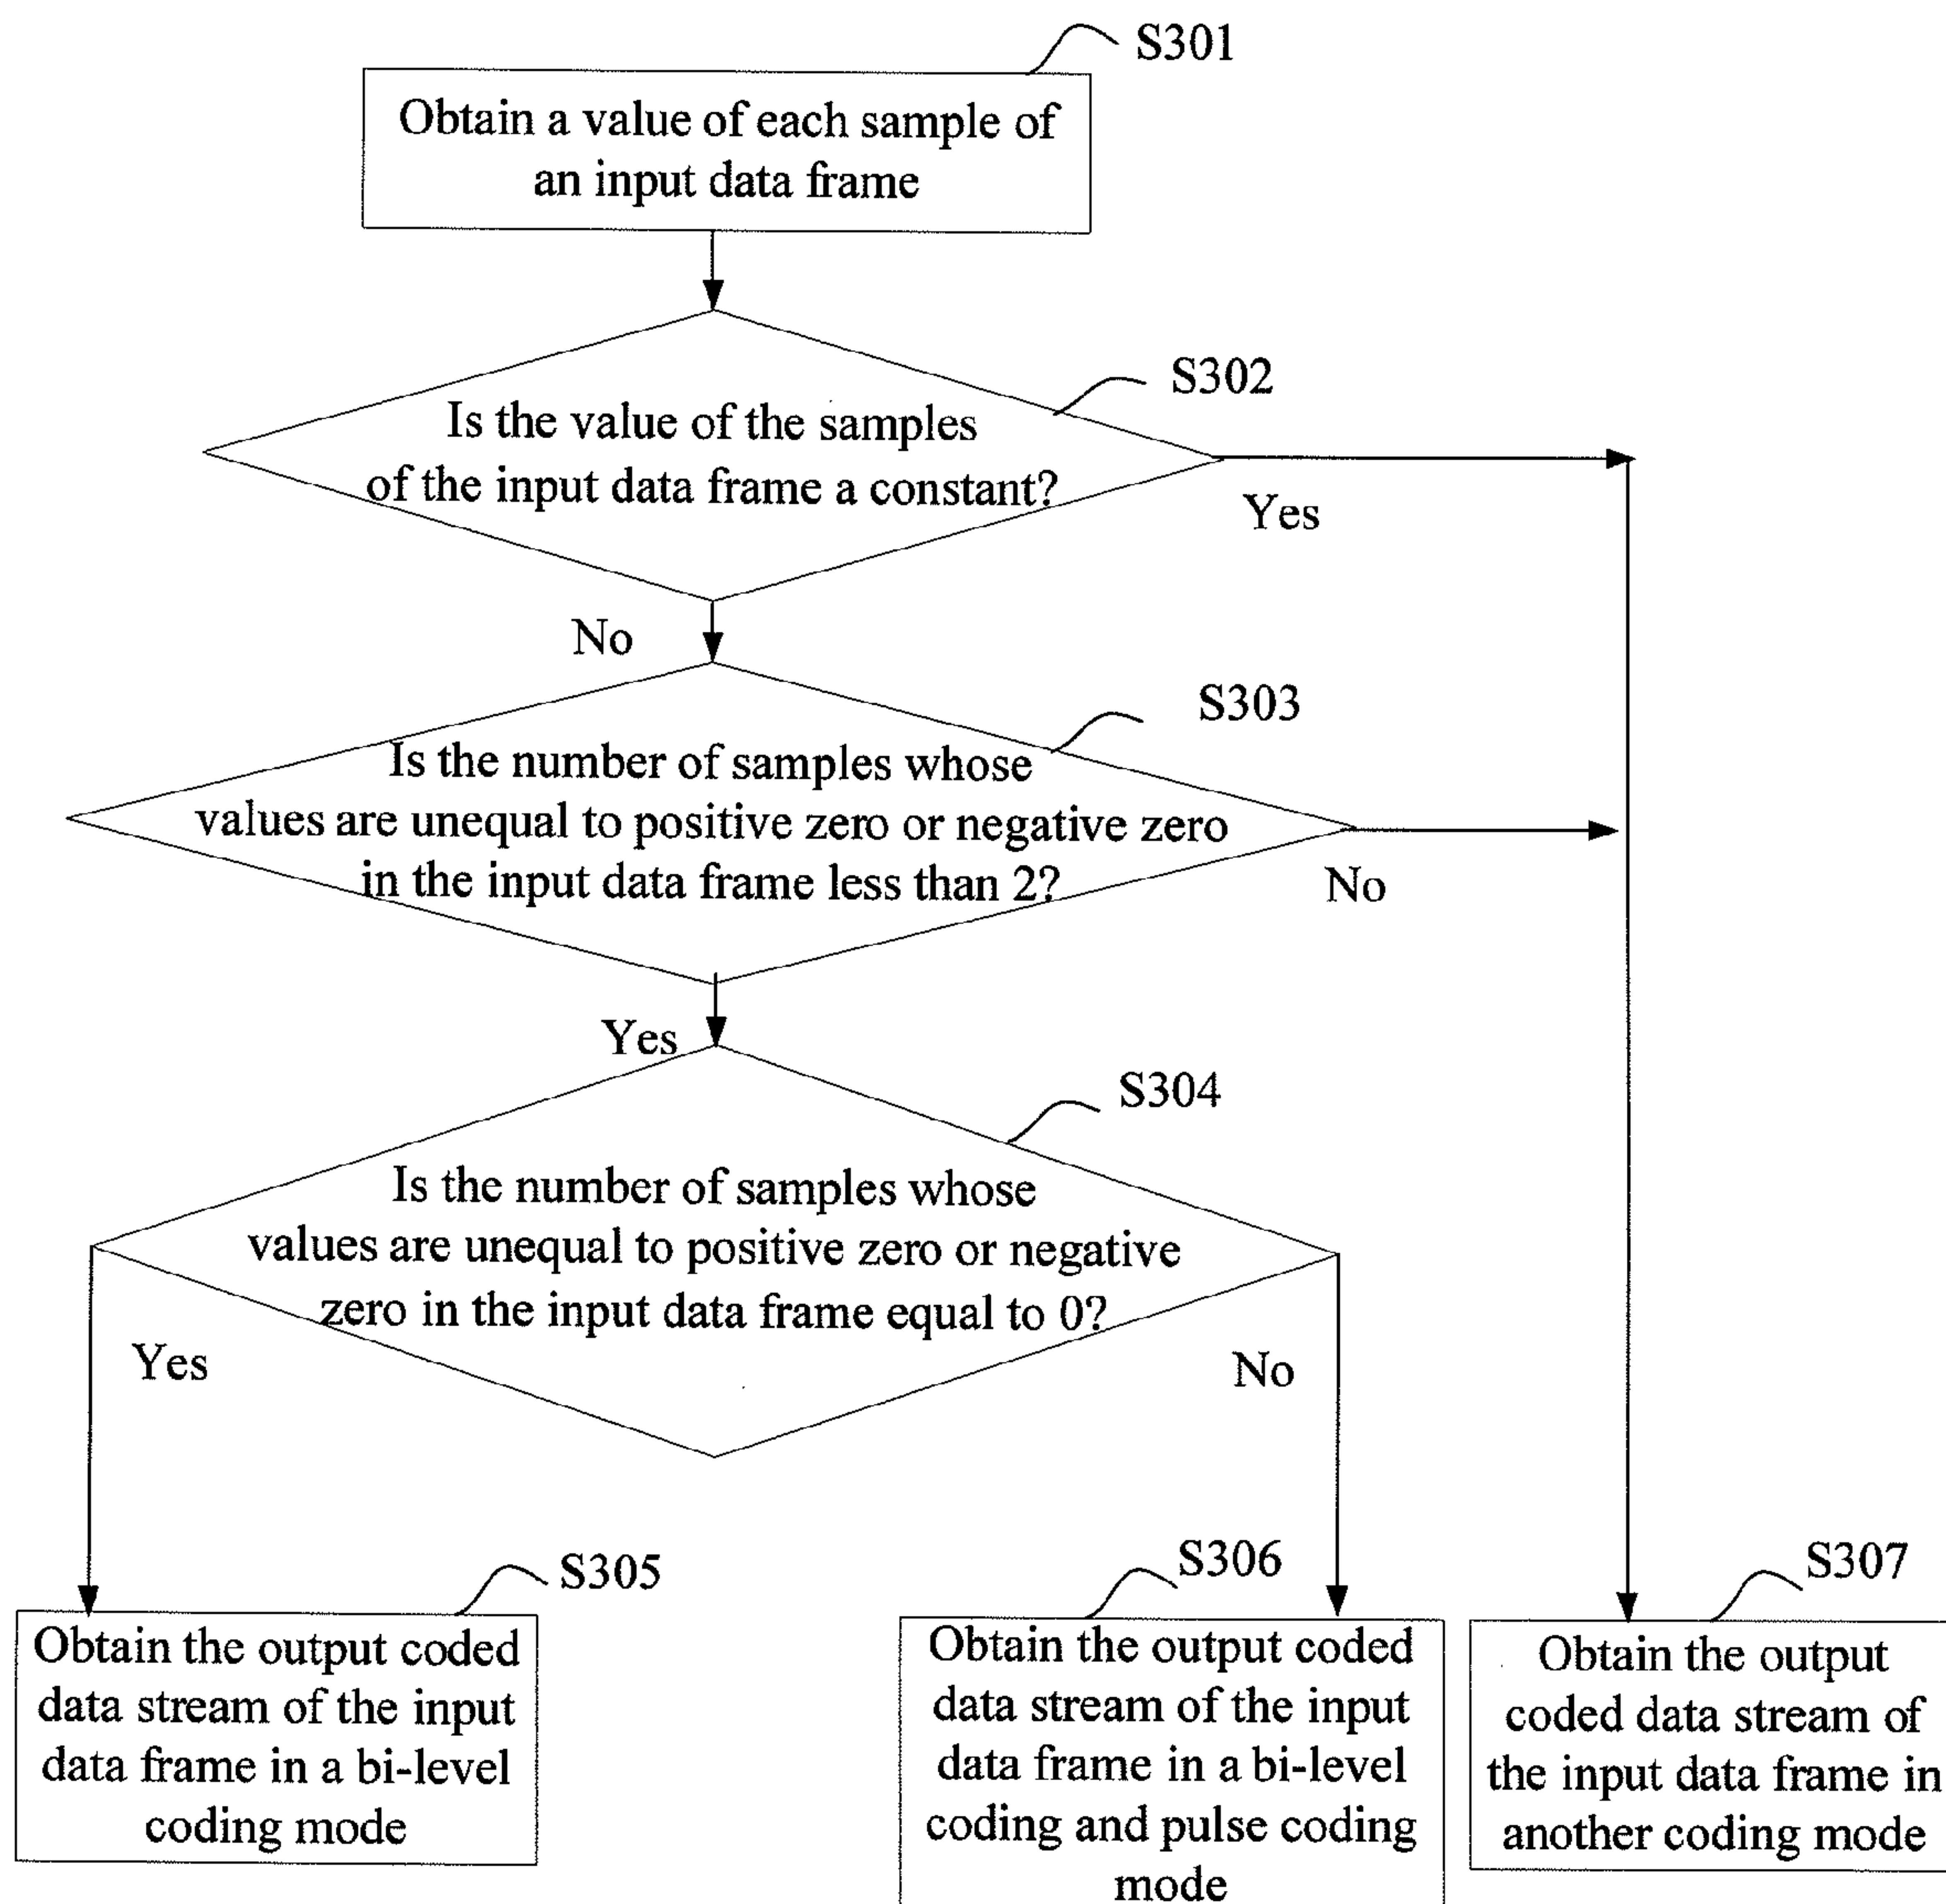 S301
Obtain a value of each sample of
an input data frame
S302
Is the value of the samples
of the input data frame a constant?
Yes
No
S303
Is the number of samples whose
values are unequal to positive zero or negative zero
in the input data frame less than 2?
No
Yes
S304
Is the number of samples whose
values are unequal to positive zero or negative
zero in the input data frame equal to 0?
Yes
No
S305
Obtain the output coded
data stream of the input
data frame in a bi-level
coding mode
S306
Obtain the output coded
data stream of the input
data frame in a bi-level
coding and pulse coding
mode
S307
Obtain the output
coded data stream of
the input data frame in
another coding mode